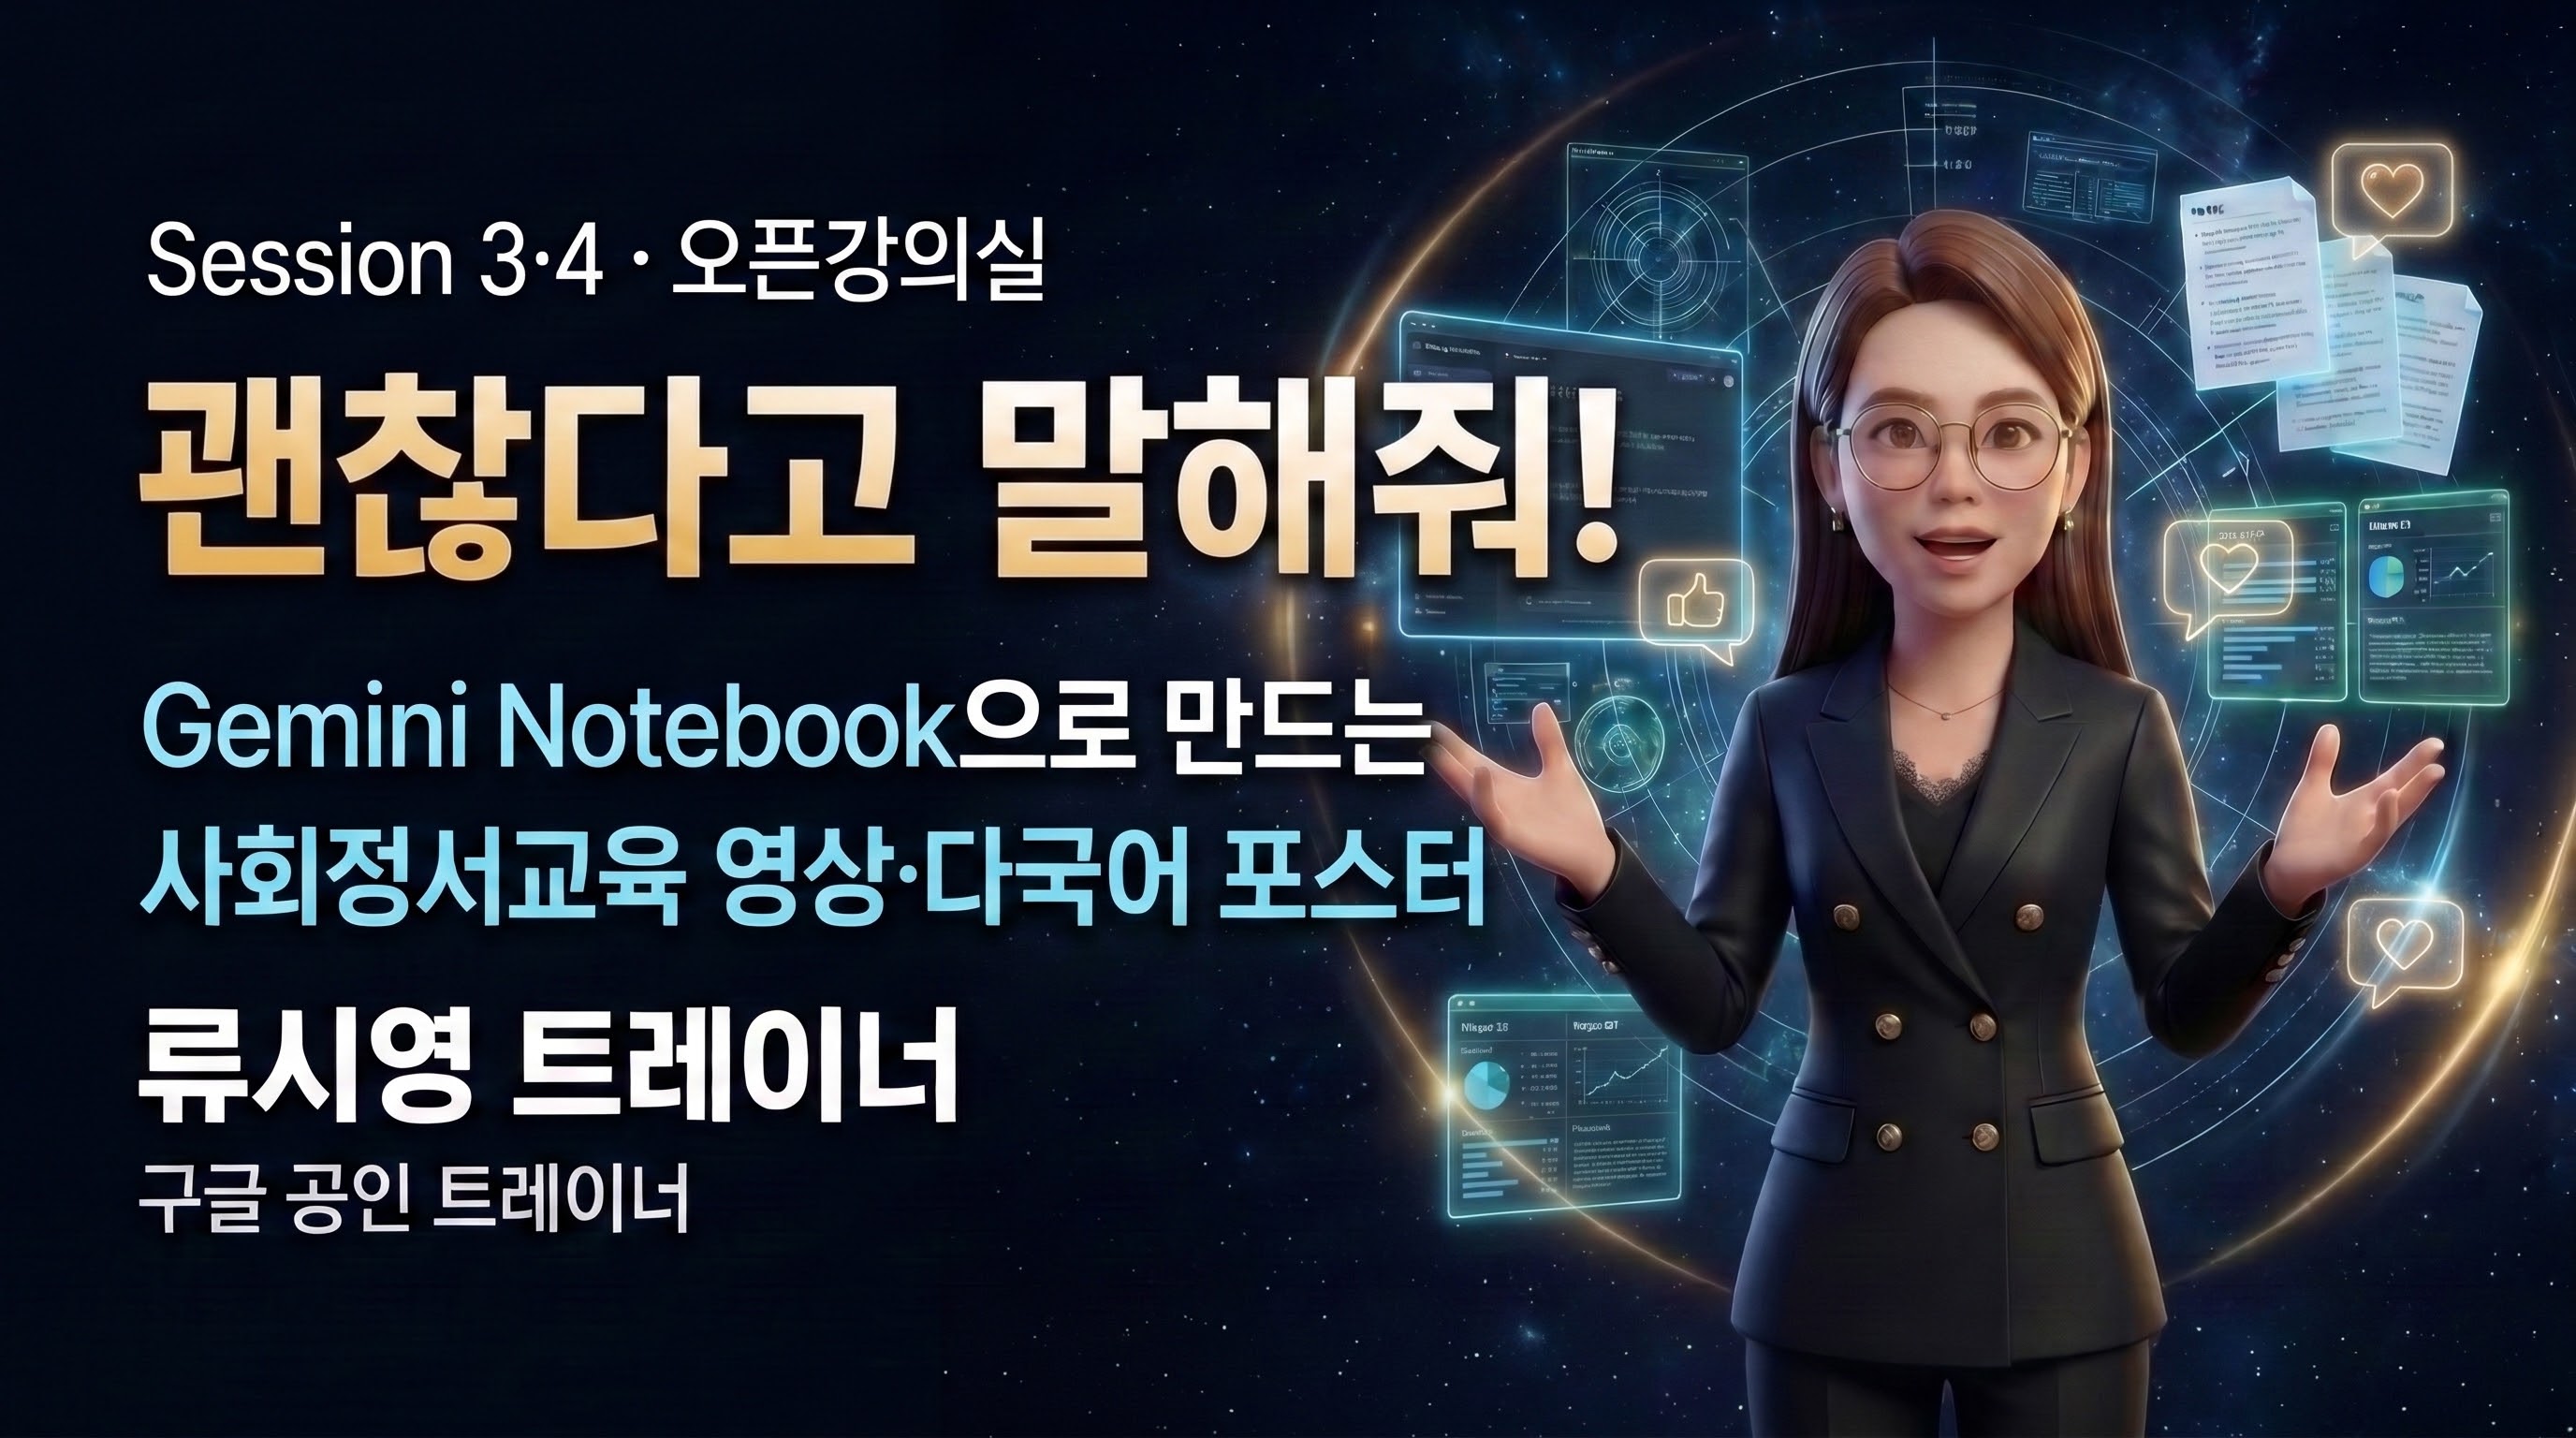 Session 3·4 · 오픈강의실
괜찮다고 말해줘!
Gemini Notebook으로 만드는
사회정서교육 영상·다국어 포스터
류시영 트레이너
구글 공인 트레이너